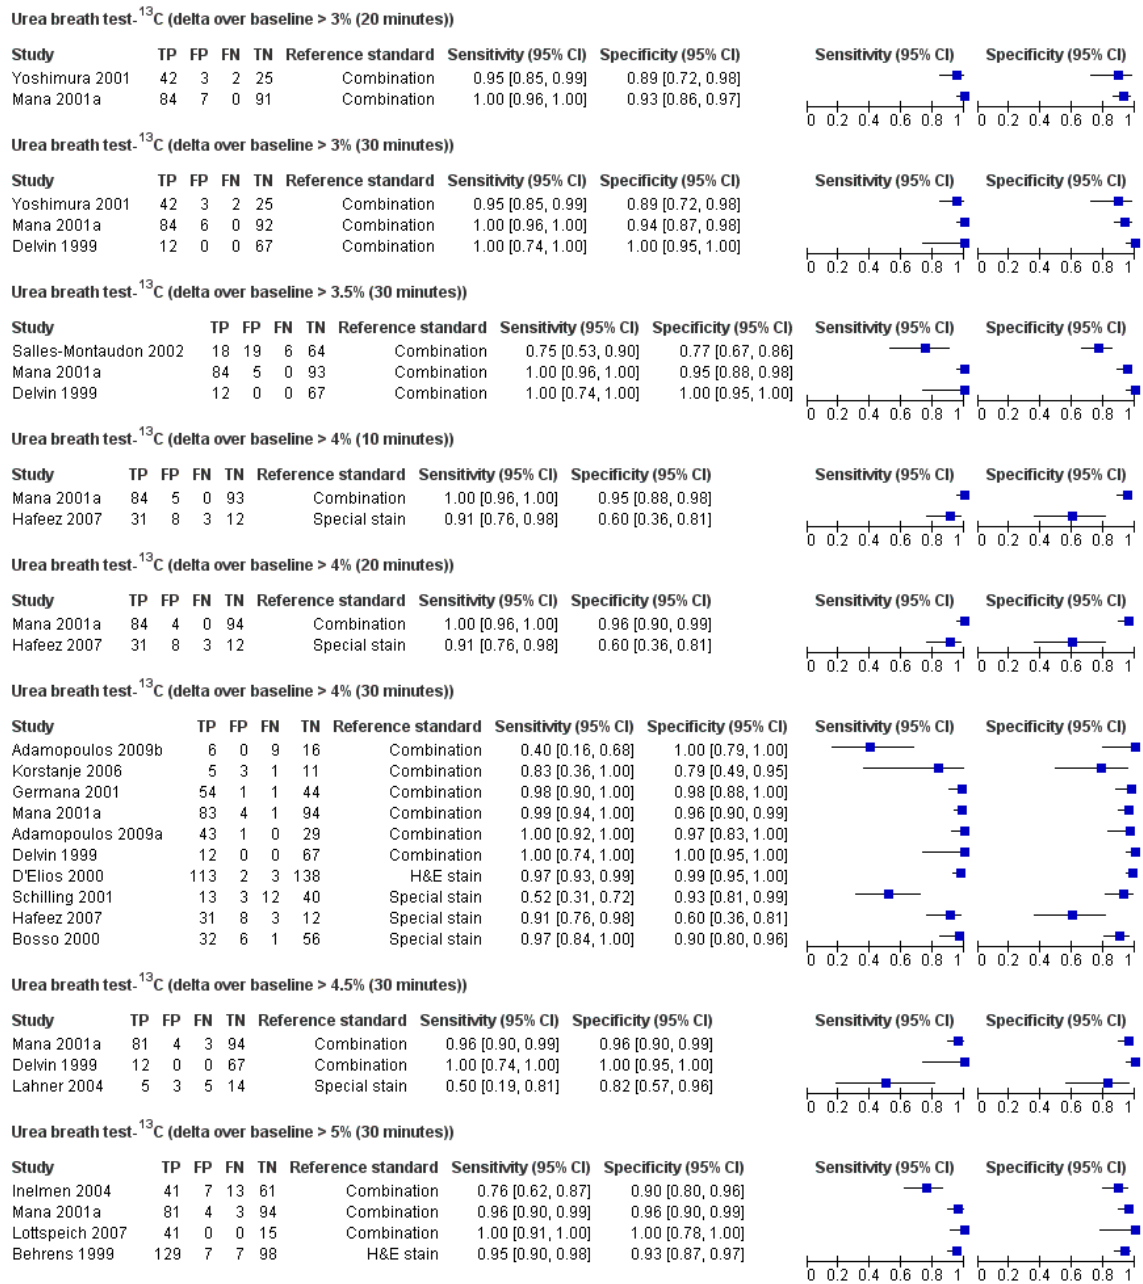 Urea breath test-¹³C (delta over baseline > 3% (20 minutes))
Study TP FP FN TN Reference standard Sensitivity (95% CI) Specificity (95% CI) Sensitivity (95% CI) Specificity (95% CI)
Yoshimura 2001 42 3 2 25 Combination 0.95 [0.85, 0.99] 0.89 [0.72, 0.98]
Mana 2001a 84 7 0 91 Combination 1.00 [0.96, 1.00] 0.93 [0.86, 0.97]
0 0.2 0.4 0.6 0.8 1 0 0.2 0.4 0.6 0.8 1
Urea breath test-¹³C (delta over baseline > 3% (30 minutes))
Study TP FP FN TN Reference standard Sensitivity (95% CI) Specificity (95% CI) Sensitivity (95% CI) Specificity (95% CI)
Yoshimura 2001 42 3 2 25 Combination 0.95 [0.85, 0.99] 0.89 [0.72, 0.98]
Mana 2001a 84 6 0 92 Combination 1.00 [0.96, 1.00] 0.94 [0.87, 0.98]
Delvin 1999 12 0 0 67 Combination 1.00 [0.74, 1.00] 1.00 [0.95, 1.00]
0 0.2 0.4 0.6 0.8 1 0 0.2 0.4 0.6 0.8 1
Urea breath test-¹³C (delta over baseline > 3.5% (30 minutes))
Study TP FP FN TN Reference standard Sensitivity (95% CI) Specificity (95% CI) Sensitivity (95% CI) Specificity (95% CI)
Salles-Montaudon 2002 18 19 6 64 Combination 0.75 [0.53, 0.90] 0.77 [0.67, 0.86]
Mana 2001a 84 5 0 93 Combination 1.00 [0.96, 1.00] 0.95 [0.88, 0.98]
Delvin 1999 12 0 0 67 Combination 1.00 [0.74, 1.00] 1.00 [0.95, 1.00]
0 0.2 0.4 0.6 0.8 1 0 0.2 0.4 0.6 0.8 1
Urea breath test-¹³C (delta over baseline > 4% (10 minutes))
Study TP FP FN TN Reference standard Sensitivity (95% CI) Specificity (95% CI) Sensitivity (95% CI) Specificity (95% CI)
Mana 2001a 84 5 0 93 Combination 1.00 [0.96, 1.00] 0.95 [0.88, 0.98]
Hafeez 2007 31 8 3 12 Special stain 0.91 [0.76, 0.98] 0.60 [0.36, 0.81]
0 0.2 0.4 0.6 0.8 1 0 0.2 0.4 0.6 0.8 1
Urea breath test-¹³C (delta over baseline > 4% (20 minutes))
Study TP FP FN TN Reference standard Sensitivity (95% CI) Specificity (95% CI) Sensitivity (95% CI) Specificity (95% CI)
Mana 2001a 84 4 0 94 Combination 1.00 [0.96, 1.00] 0.96 [0.90, 0.99]
Hafeez 2007 31 8 3 12 Special stain 0.91 [0.76, 0.98] 0.60 [0.36, 0.81]
0 0.2 0.4 0.6 0.8 1 0 0.2 0.4 0.6 0.8 1
Urea breath test-¹³C (delta over baseline > 4% (30 minutes))
Study TP FP FN TN Reference standard Sensitivity (95% CI) Specificity (95% CI) Sensitivity (95% CI) Specificity (95% CI)
Adamopoulos 2009b 6 0 9 16 Combination 0.40 [0.16, 0.68] 1.00 [0.79, 1.00]
Korstanje 2006 5 3 1 11 Combination 0.83 [0.36, 1.00] 0.79 [0.49, 0.95]
Germana 2001 54 1 1 44 Combination 0.98 [0.90, 1.00] 0.98 [0.88, 1.00]
Mana 2001a 83 4 1 94 Combination 0.99 [0.94, 1.00] 0.96 [0.90, 0.99]
Adamopoulos 2009a 43 1 0 29 Combination 1.00 [0.92, 1.00] 0.97 [0.83, 1.00]
Delvin 1999 12 0 0 67 Combination 1.00 [0.74, 1.00] 1.00 [0.95, 1.00]
D'Elios 2000 113 2 3 138 H&E stain 0.97 [0.93, 0.99] 0.99 [0.95, 1.00]
Schilling 2001 13 3 12 40 Special stain 0.52 [0.31, 0.72] 0.93 [0.81, 0.99]
Hafeez 2007 31 8 3 12 Special stain 0.91 [0.76, 0.98] 0.60 [0.36, 0.81]
Bosso 2000 32 6 1 56 Special stain 0.97 [0.84, 1.00] 0.90 [0.80, 0.96]
0 0.2 0.4 0.6 0.8 1 0 0.2 0.4 0.6 0.8 1
Urea breath test-¹³C (delta over baseline > 4.5% (30 minutes))
Study TP FP FN TN Reference standard Sensitivity (95% CI) Specificity (95% CI) Sensitivity (95% CI) Specificity (95% CI)
Mana 2001a 81 4 3 94 Combination 0.96 [0.90, 0.99] 0.96 [0.90, 0.99]
Delvin 1999 12 0 0 67 Combination 1.00 [0.74, 1.00] 1.00 [0.95, 1.00]
Lahner 2004 5 3 5 14 Special stain 0.50 [0.19, 0.81] 0.82 [0.57, 0.96]
0 0.2 0.4 0.6 0.8 1 0 0.2 0.4 0.6 0.8 1
Urea breath test-¹³C (delta over baseline > 5% (30 minutes))
Study TP FP FN TN Reference standard Sensitivity (95% CI) Specificity (95% CI) Sensitivity (95% CI) Specificity (95% CI)
Inelmen 2004 41 7 13 61 Combination 0.76 [0.62, 0.87] 0.90 [0.80, 0.96]
Mana 2001a 81 4 3 94 Combination 0.96 [0.90, 0.99] 0.96 [0.90, 0.99]
Lottspeich 2007 41 0 0 15 Combination 1.00 [0.91, 1.00] 1.00 [0.78, 1.00]
Behrens 1999 129 7 7 98 H&E stain 0.95 [0.90, 0.98] 0.93 [0.87, 0.97]
0 0.2 0.4 0.6 0.8 1 0 0.2 0.4 0.6 0.8 1